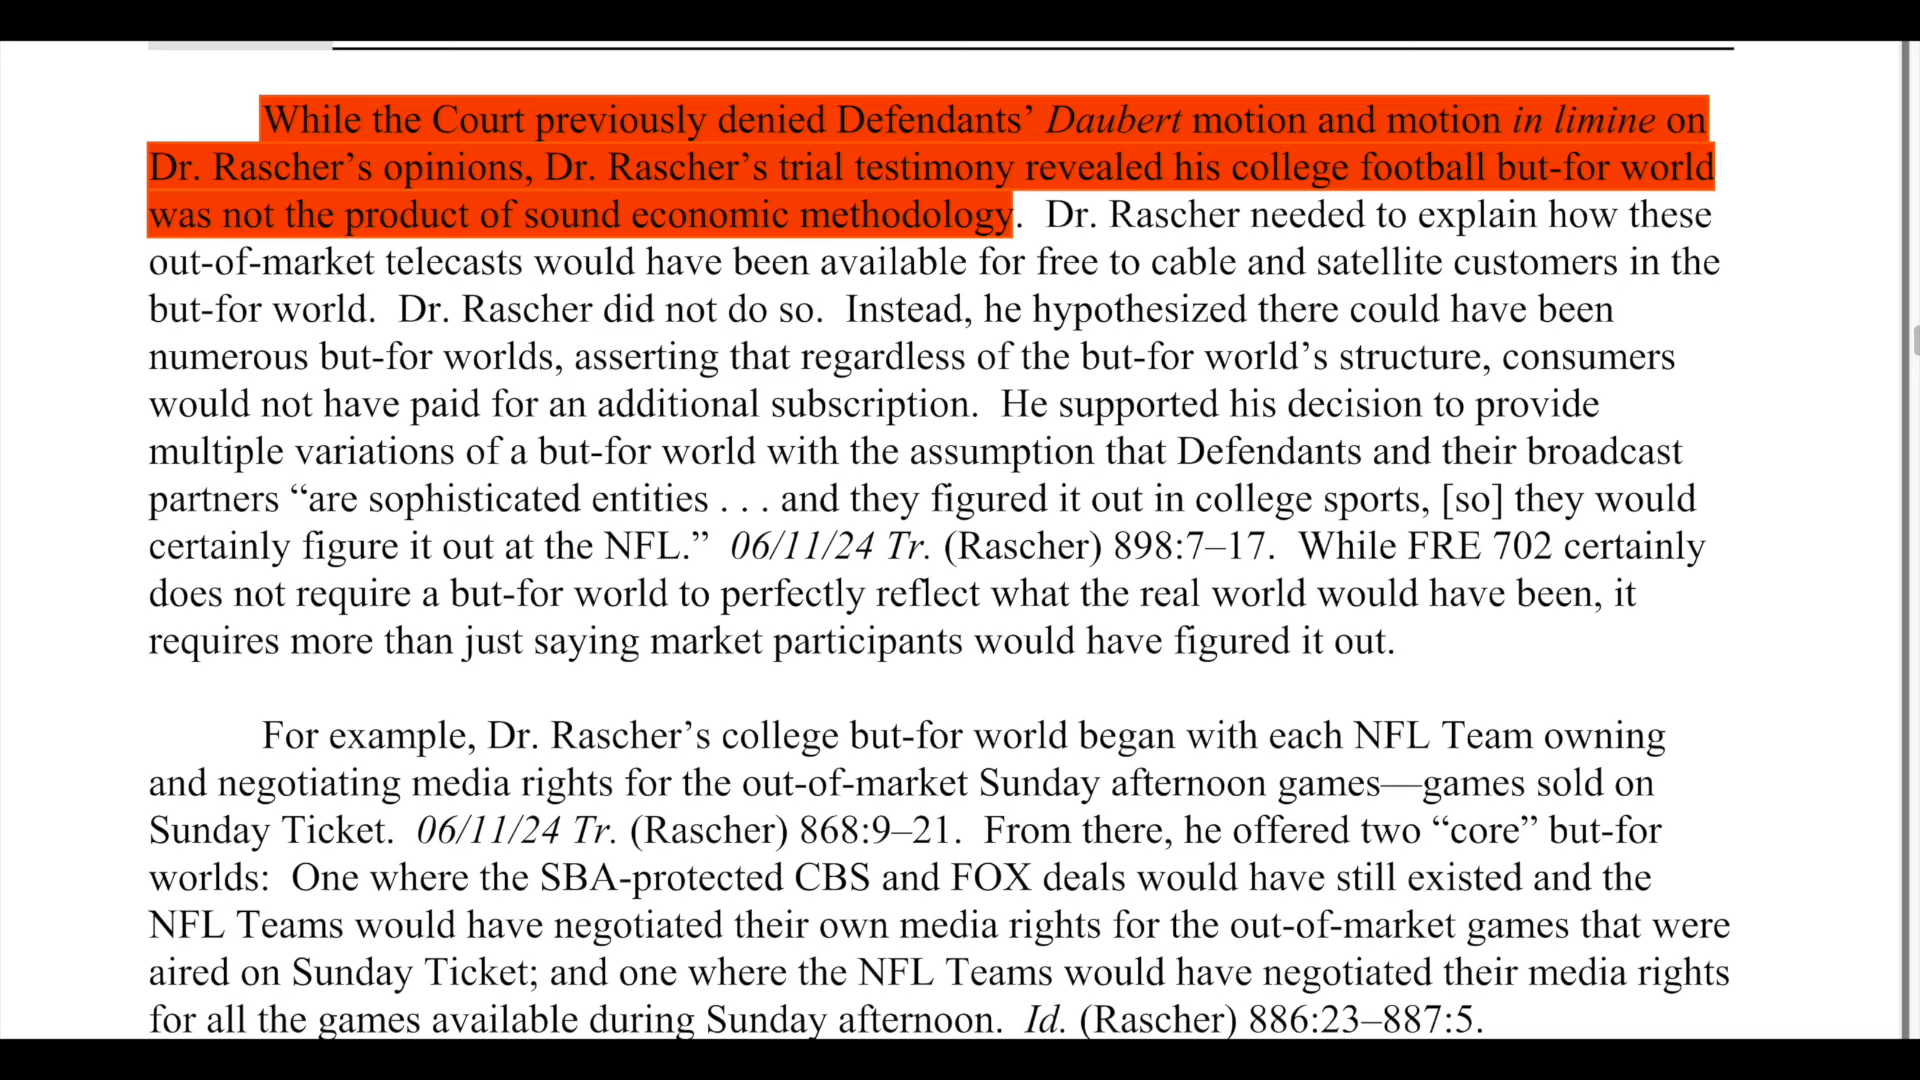 While the Court previously denied Defendants’ Daubert motion and motion in limine on
Dr. Rascher’s opinions, Dr. Rascher’s trial testimony revealed his college football but-for world
was not the product of sound economic methodology.  Dr. Rascher needed to explain how these
out-of-market telecasts would have been available for free to cable and satellite customers in the
but-for world.  Dr. Rascher did not do so.  Instead, he hypothesized there could have been
numerous but-for worlds, asserting that regardless of the but-for world’s structure, consumers
would not have paid for an additional subscription.  He supported his decision to provide
multiple variations of a but-for world with the assumption that Defendants and their broadcast
partners “are sophisticated entities . . . and they figured it out in college sports, [so] they would
certainly figure it out at the NFL.”  06/11/24 Tr. (Rascher) 898:7–17.  While FRE 702 certainly
does not require a but-for world to perfectly reflect what the real world would have been, it
requires more than just saying market participants would have figured it out.
For example, Dr. Rascher’s college but-for world began with each NFL Team owning
and negotiating media rights for the out-of-market Sunday afternoon games—games sold on
Sunday Ticket.  06/11/24 Tr. (Rascher) 868:9–21.  From there, he offered two “core” but-for
worlds:  One where the SBA-protected CBS and FOX deals would have still existed and the
NFL Teams would have negotiated their own media rights for the out-of-market games that were
aired on Sunday Ticket; and one where the NFL Teams would have negotiated their media rights
for all the games available during Sunday afternoon.  Id. (Rascher) 886:23–887:5.